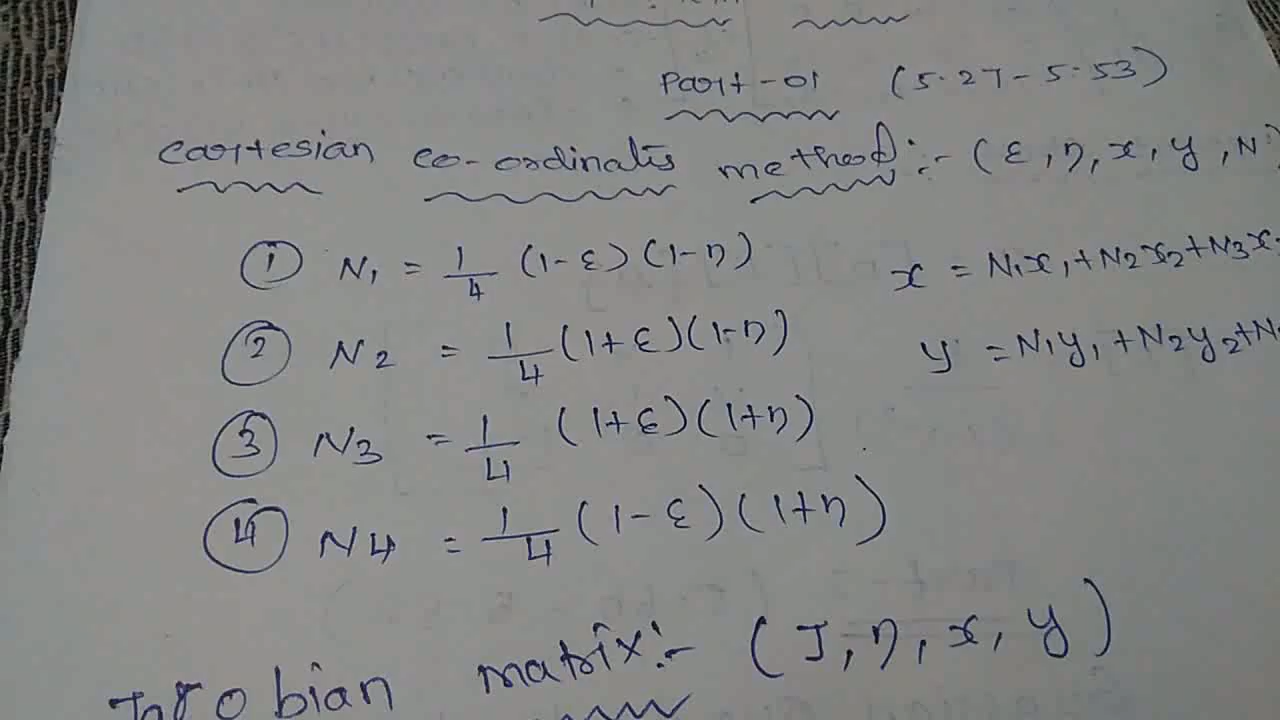 Part-01 (5.27-5.53)
Cartesian co-ordinates method:- (ε, η, x, y, N
① N1 = 1/4 (1-ε)(1-η) x = N1x1+N2x2+N3x
② N2 = 1/4 (1+ε)(1-η) y = N1y1+N2y2+N
③ N3 = 1/4 (1+ε)(1+η)
④ N4 = 1/4 (1-ε)(1+η)
matrix:- (J, η, x, y)